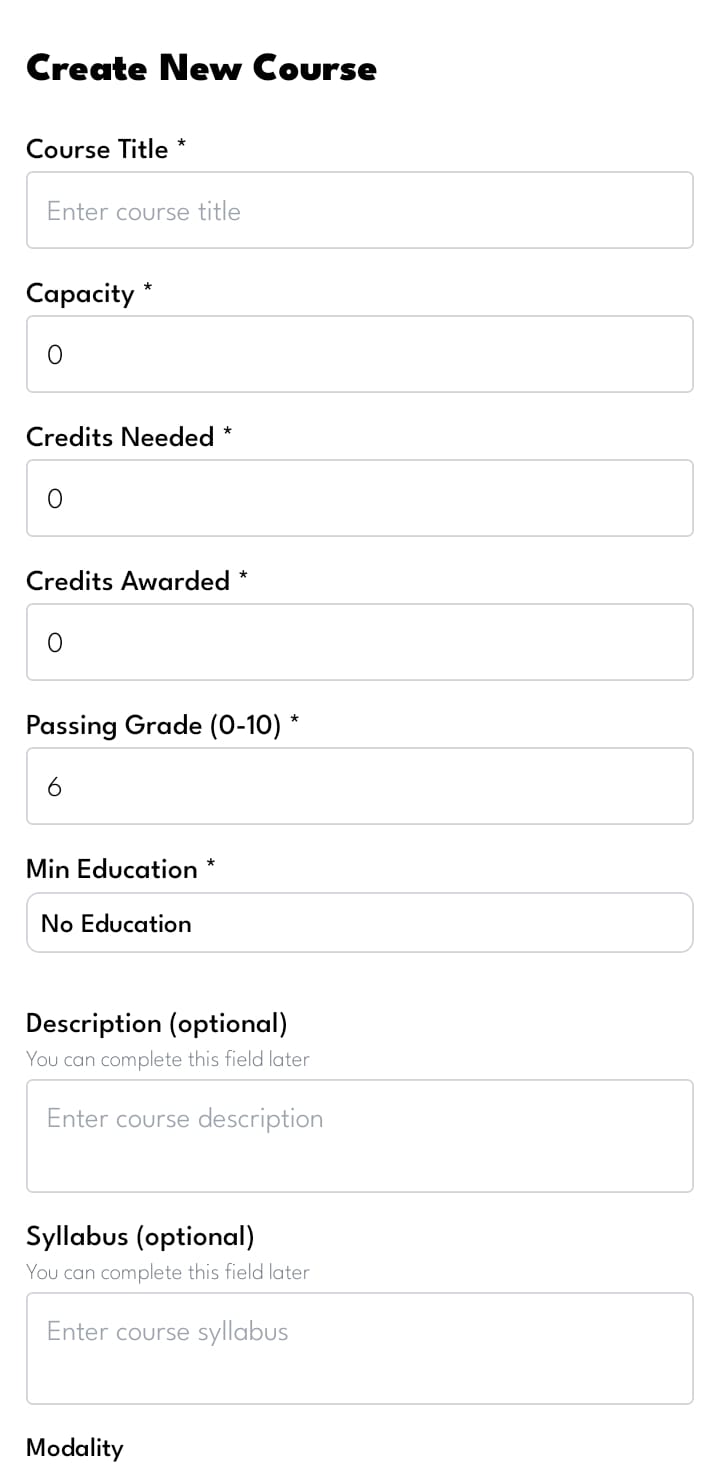 Create New Course
Course Title *
Enter course title
Capacity *
0
Credits Needed *
0
Credits Awarded *
0
Passing Grade (0-10) *
6
Min Education *
No Education
Description (optional)
You can complete this field later
Enter course description
Syllabus (optional)
You can complete this field later
Enter course syllabus
Modality